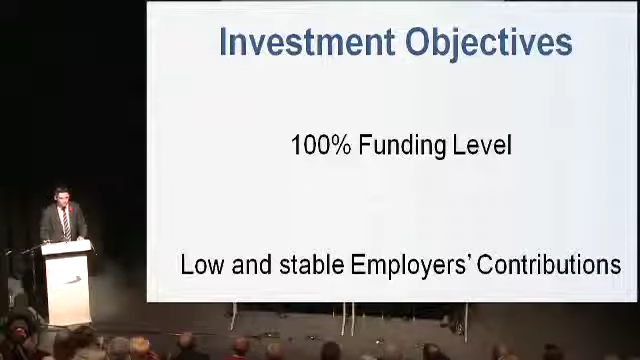 Investment Objectives
100% Funding Level
Low and stable Employers' Contributions